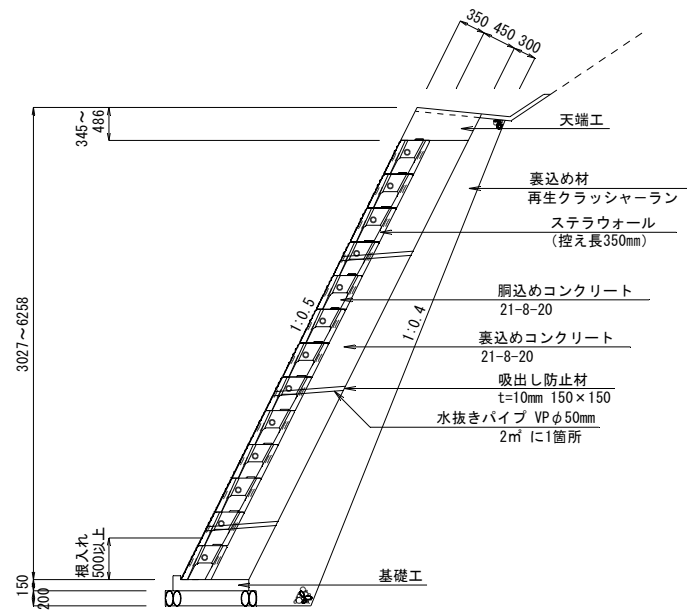 350
450
300
345~
486
天端工
裏込め材
再生クラッシャーラン
ステラウォール
(控え長350mm)
3027~6258
1:0.5
1:0.4
胴込めコンクリート
21-8-20
裏込めコンクリート
21-8-20
吸出し防止材
t=10mm 150×150
水抜きパイプ VPφ50mm
2㎡ に1箇所
根入れ
500以上
基礎工
150
200